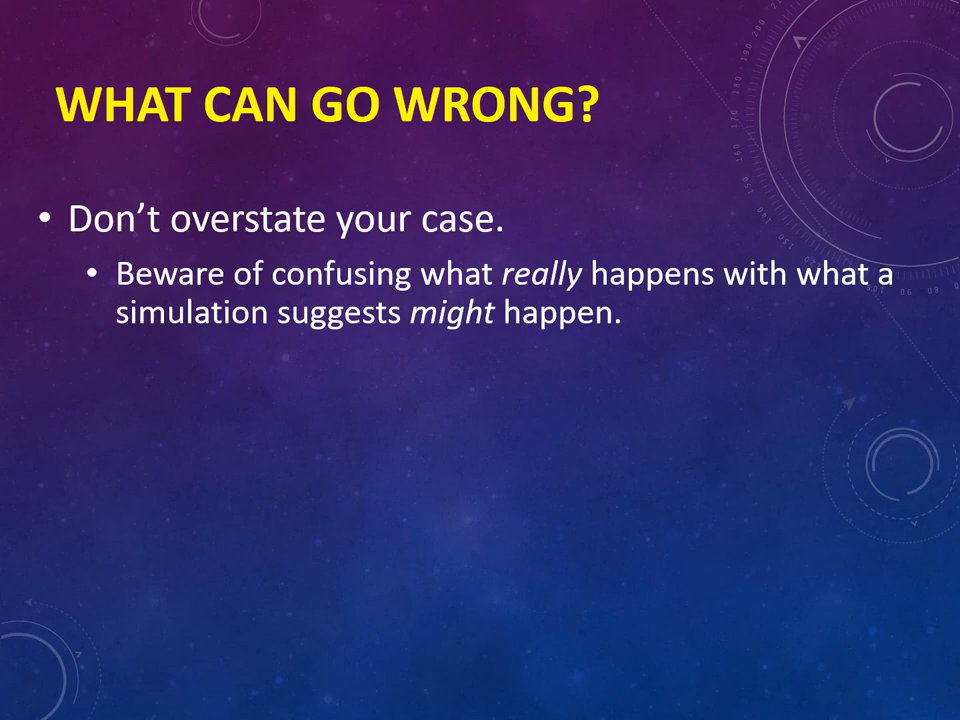 WHAT CAN GO WRONG?
• Don’t overstate your case.
• Beware of confusing what really happens with what a
simulation suggests might happen.